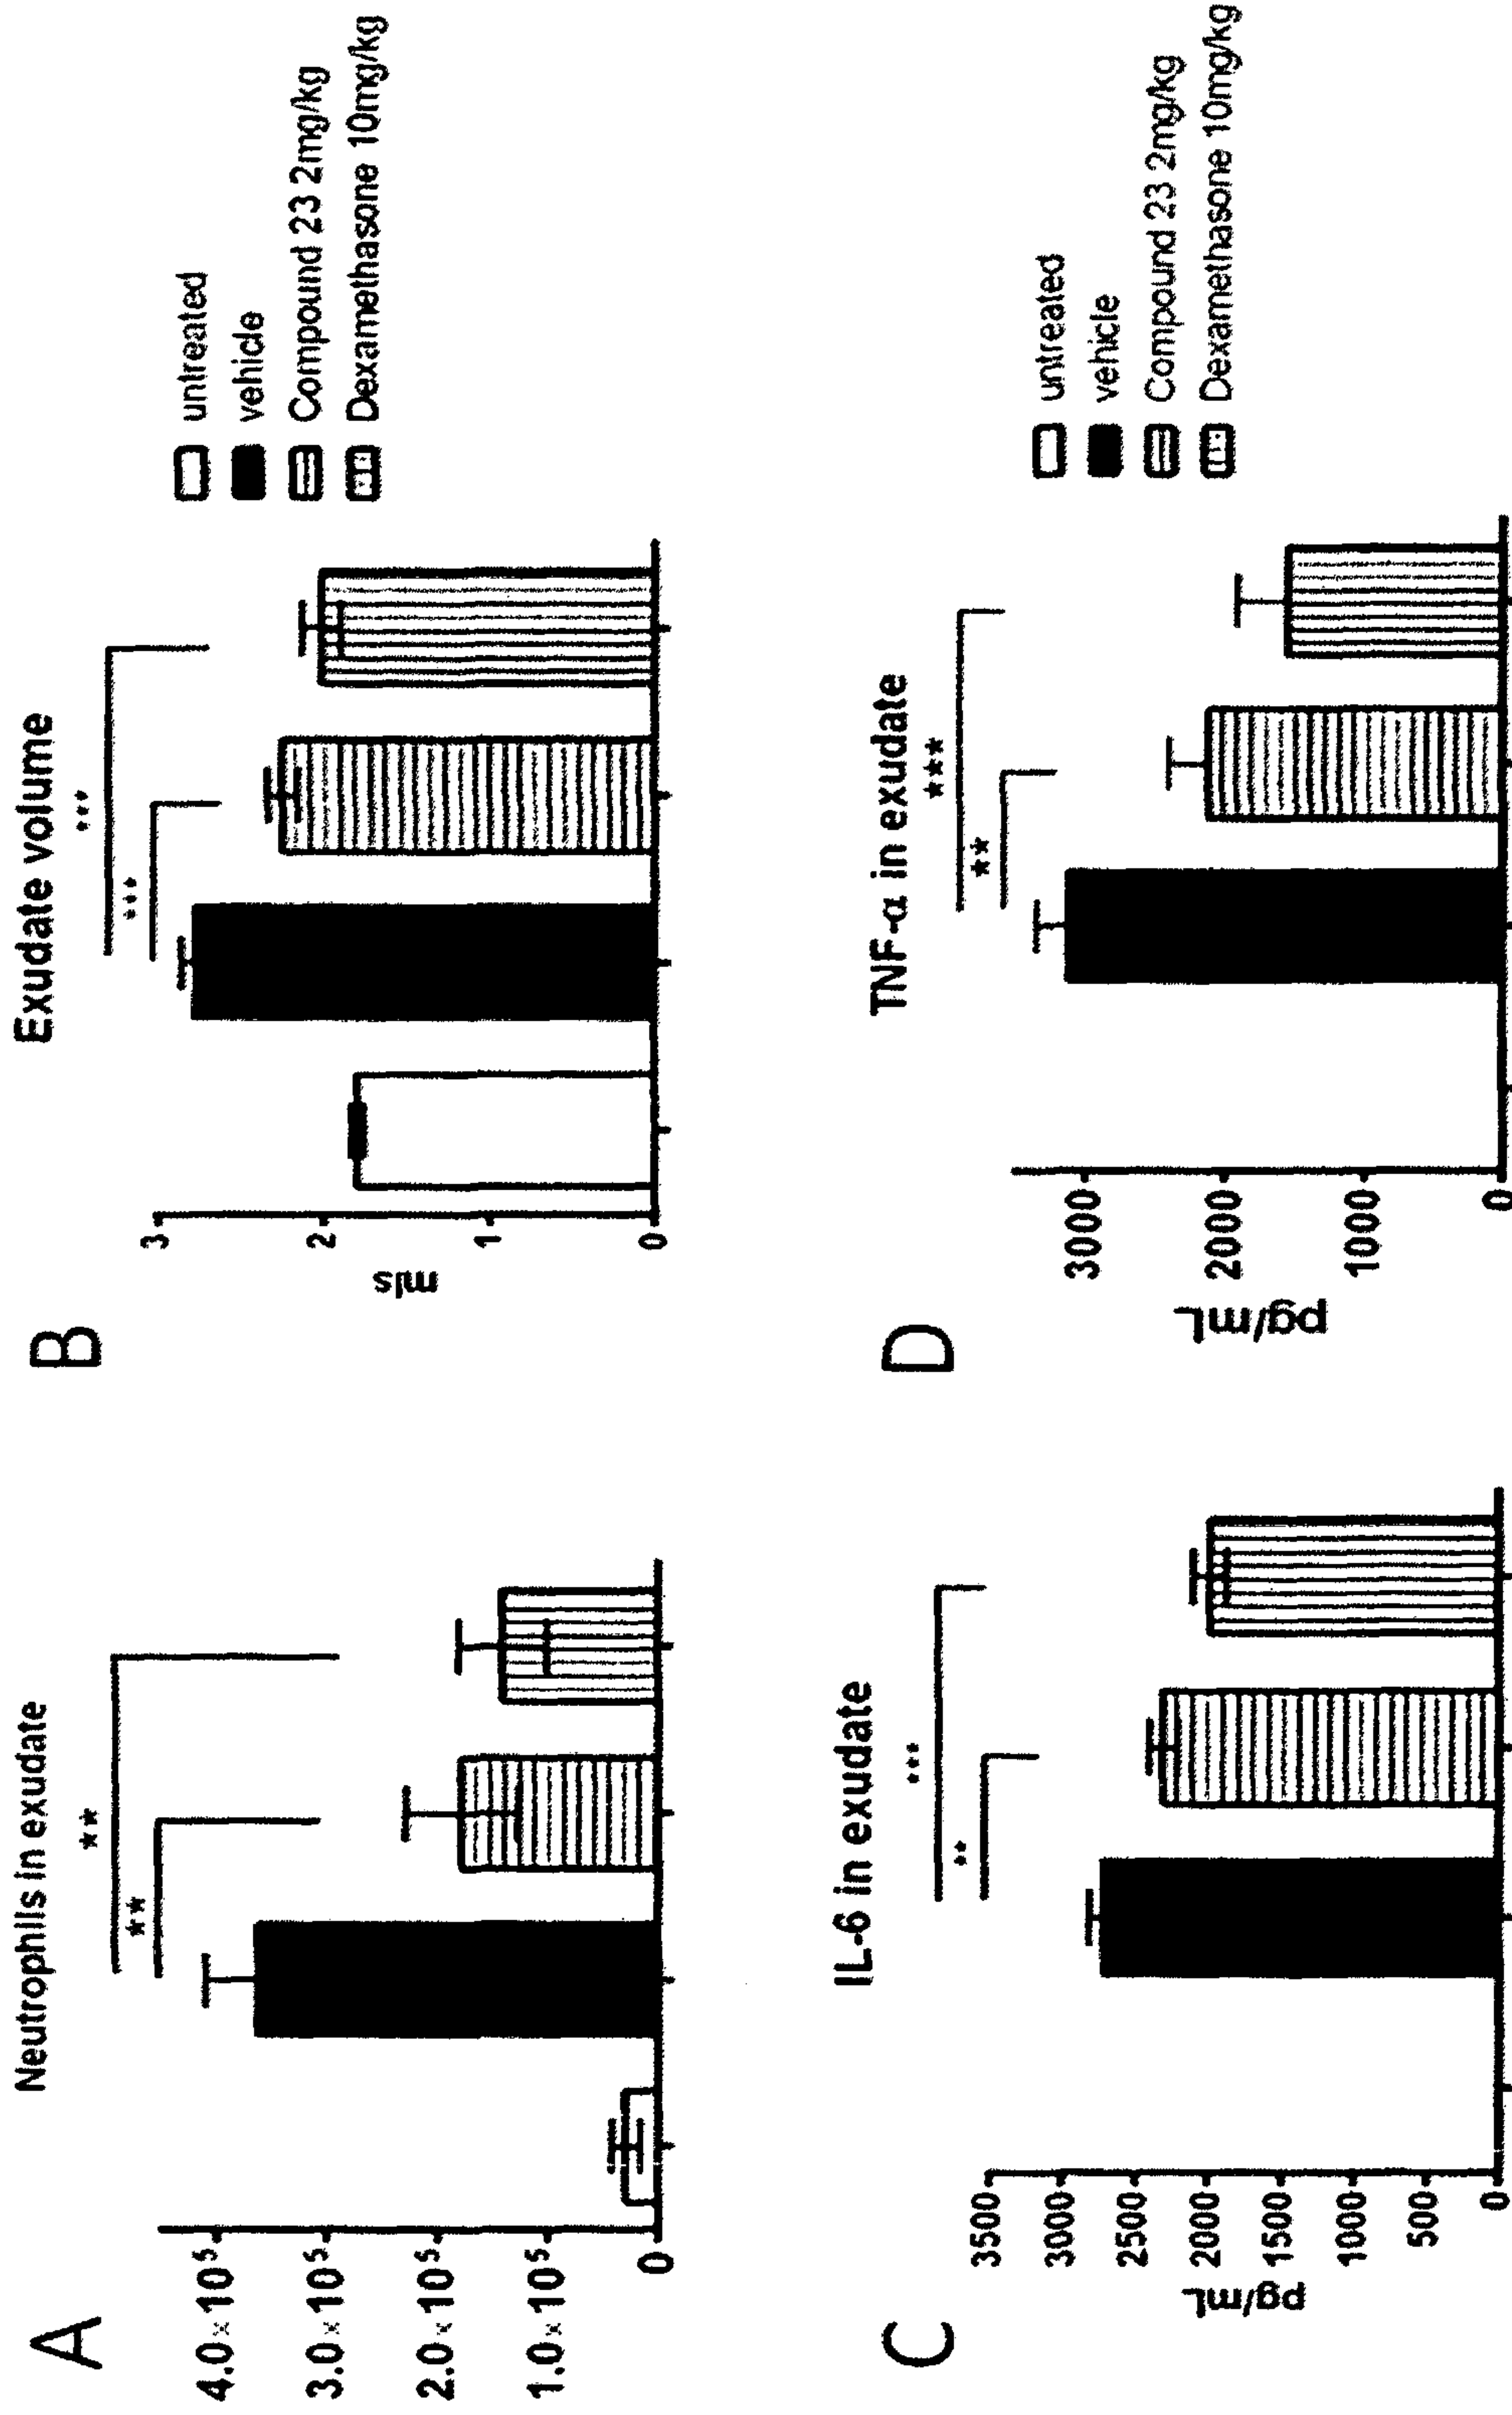 A
Neutrophils in exudate
4.0×10⁵
3.0×10⁵
2.0×10⁵
1.0×10⁵
0
**
**
B
Exudate volume
mls
3
2
1
0
***
***
untreated
vehicle
Compound 23 2mg/kg
Dexamethasone 10mg/kg
C
IL-6 in exudate
pg/mL
3500
3000
2500
2000
1500
1000
500
0
***
**
D
TNF-α in exudate
pg/mL
3000
2000
1000
0
***
**
untreated
vehicle
Compound 23 2mg/kg
Dexamethasone 10mg/kg